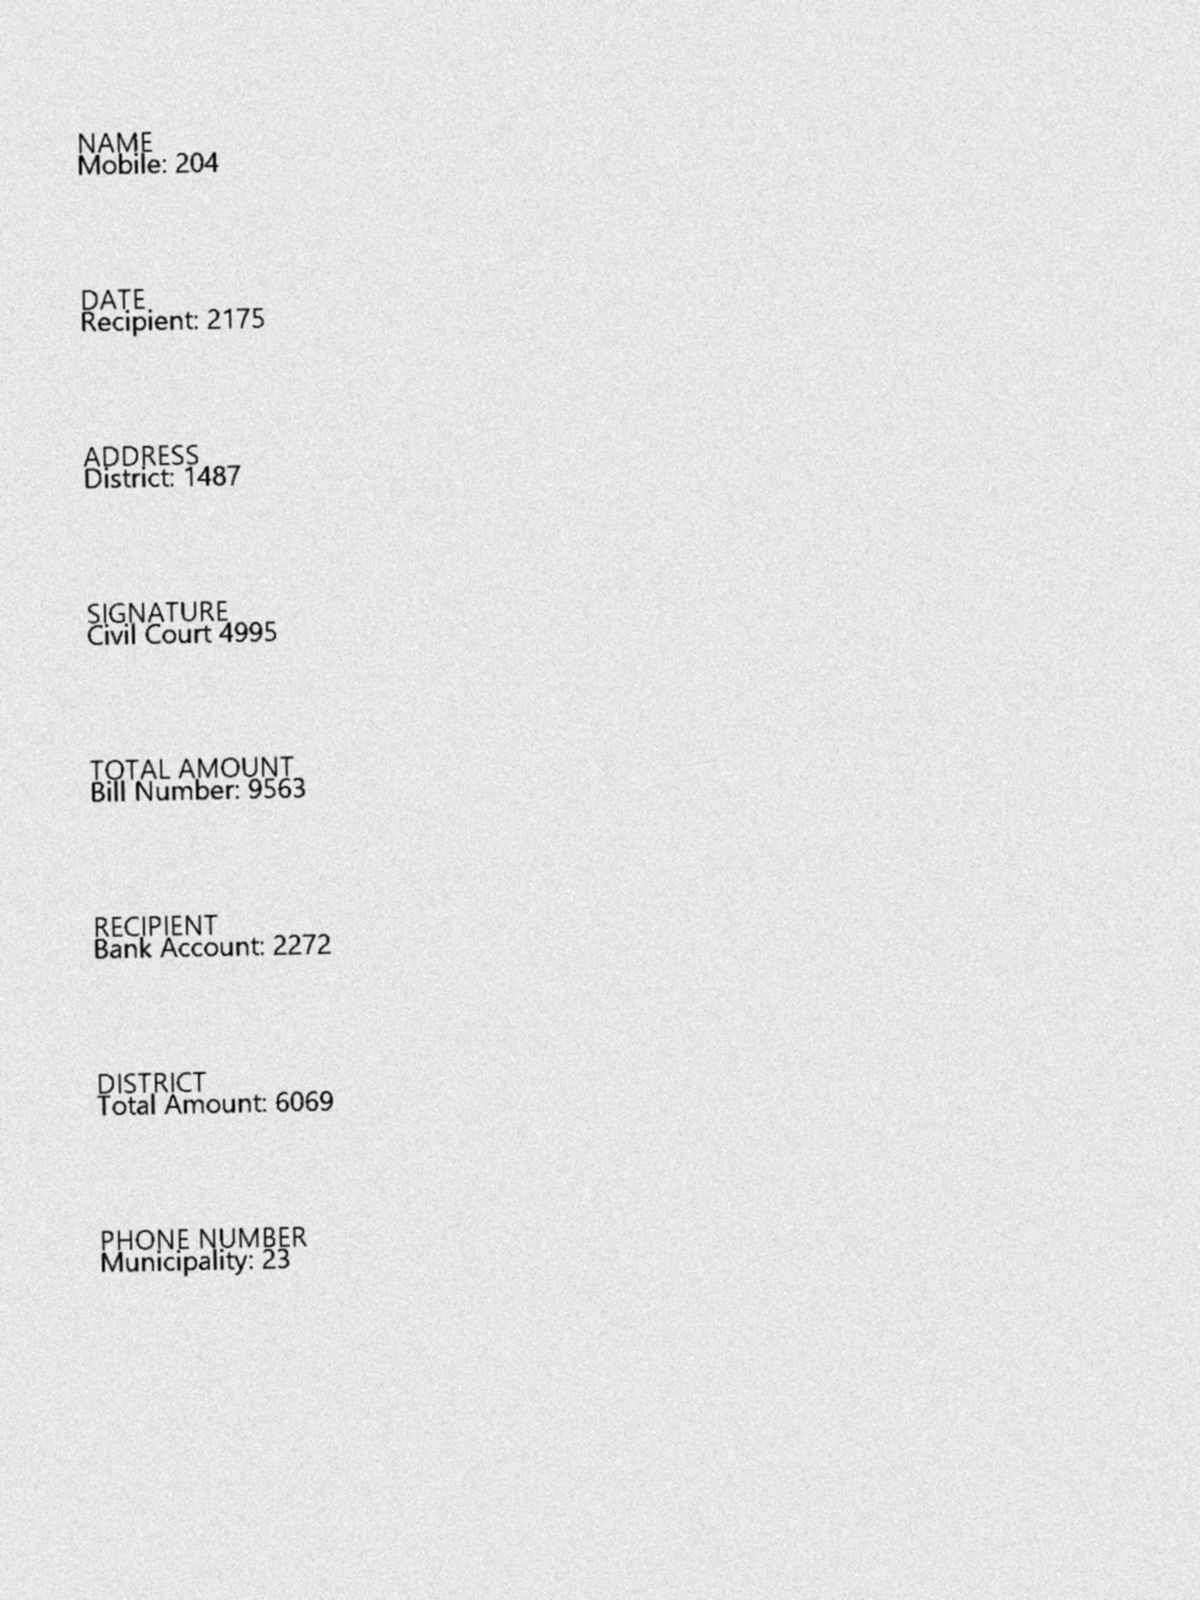 NAME
Mobile: 204
DATE
Recipient: 2175
ADDRESS
District: 1487
SIGNATURE
Civil Court 4995
TOTAL AMOUNT
Bill Number: 9563
RECIPIENT
Bank Account: 2272
DISTRICT
Total Amount: 6069
PHONE NUMBER
Municipality: 23